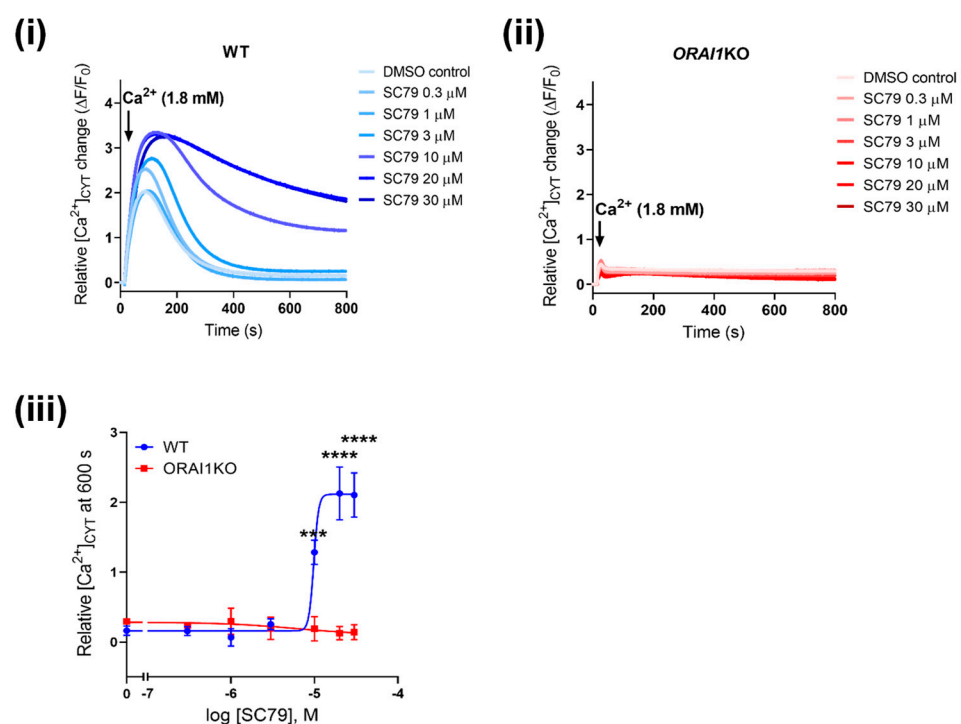 (i)
WT
Relative [Ca²⁺]CYT change (ΔF/F0)
Ca²⁺ (1.8 mM)
4
3
2
1
0
0 200 400 600 800
Time (s)
DMSO control
SC79 0.3 μM
SC79 1 μM
SC79 3 μM
SC79 10 μM
SC79 20 μM
SC79 30 μM
(ii)
ORAI1KO
Relative [Ca²⁺]CYT change (ΔF/F0)
Ca²⁺ (1.8 mM)
4
3
2
1
0
0 200 400 600 800
Time (s)
DMSO control
SC79 0.3 μM
SC79 1 μM
SC79 3 μM
SC79 10 μM
SC79 20 μM
SC79 30 μM
(iii)
Relative [Ca²⁺]CYT at 600 s
WT
ORAI1KO
****
****
***
3
2
1
0
0 -7 -6 -5 -4
log [SC79], M